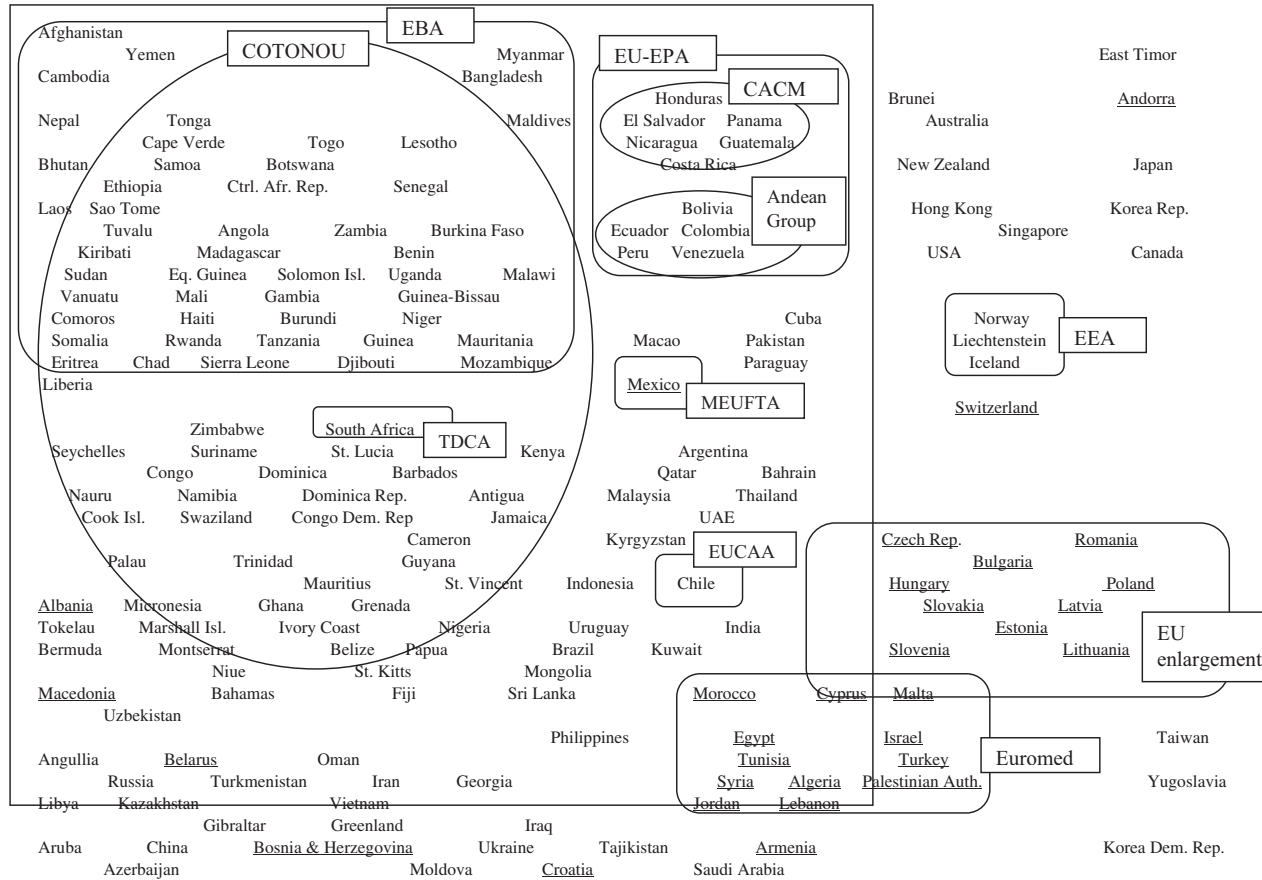 Afghanistan EBA
Yemen COTONOU Myanmar EU-EPA East Timor
Cambodia Bangladesh CACM
Honduras Brunei Andorra
Nepal Tonga Maldives El Salvador Panama Australia
Cape Verde Togo Lesotho Nicaragua Guatemala
Bhutan Samoa Botswana Costa Rica New Zealand Japan
Ethiopia Ctrl. Afr. Rep. Senegal Andean
Laos Sao Tome Bolivia Group Hong Kong Korea Rep.
Tuvalu Angola Zambia Burkina Faso Ecuador Colombia Singapore
Kiribati Madagascar Benin Peru Venezuela USA Canada
Sudan Eq. Guinea Solomon Isl. Uganda Malawi
Vanuatu Mali Gambia Guinea-Bissau
Comoros Haiti Burundi Niger Cuba Norway
Somalia Rwanda Tanzania Guinea Mauritania Macao Pakistan Liechtenstein EEA
Eritrea Chad Sierra Leone Djibouti Mozambique Paraguay Iceland
Liberia Mexico
MEUFTA Switzerland
Zimbabwe South Africa
Seychelles Suriname St. Lucia TDCA Kenya Argentina
Congo Dominica Barbados Qatar Bahrain
Nauru Namibia Dominica Rep. Antigua Malaysia Thailand
Cook Isl. Swaziland Congo Dem. Rep Jamaica UAE
Cameron Kyrgyzstan EUCAA Czech Rep. Romania
Palau Trinidad Guyana Bulgaria
Mauritius St. Vincent Indonesia Chile Hungary Poland
Albania Micronesia Ghana Grenada Slovakia Latvia
Tokelau Marshall Isl. Ivory Coast Nigeria Uruguay India Estonia EU
Bermuda Montserrat Belize Papua Brazil Kuwait Slovenia Lithuania enlargement
Niue St. Kitts Mongolia
Macedonia Bahamas Fiji Sri Lanka Morocco Cyprus Malta
Uzbekistan
Philippines Egypt Israel Taiwan
Angullia Belarus Oman Tunisia Turkey Euromed
Russia Turkmenistan Iran Georgia Syria Algeria Palestinian Auth. Yugoslavia
Libya Kazakhstan Vietnam Jordan Lebanon
Gibraltar Greenland Iraq
Aruba China Bosnia & Herzegovina Ukraine Tajikistan Armenia Korea Dem. Rep.
Azerbaijan Moldova Croatia Saudi Arabia